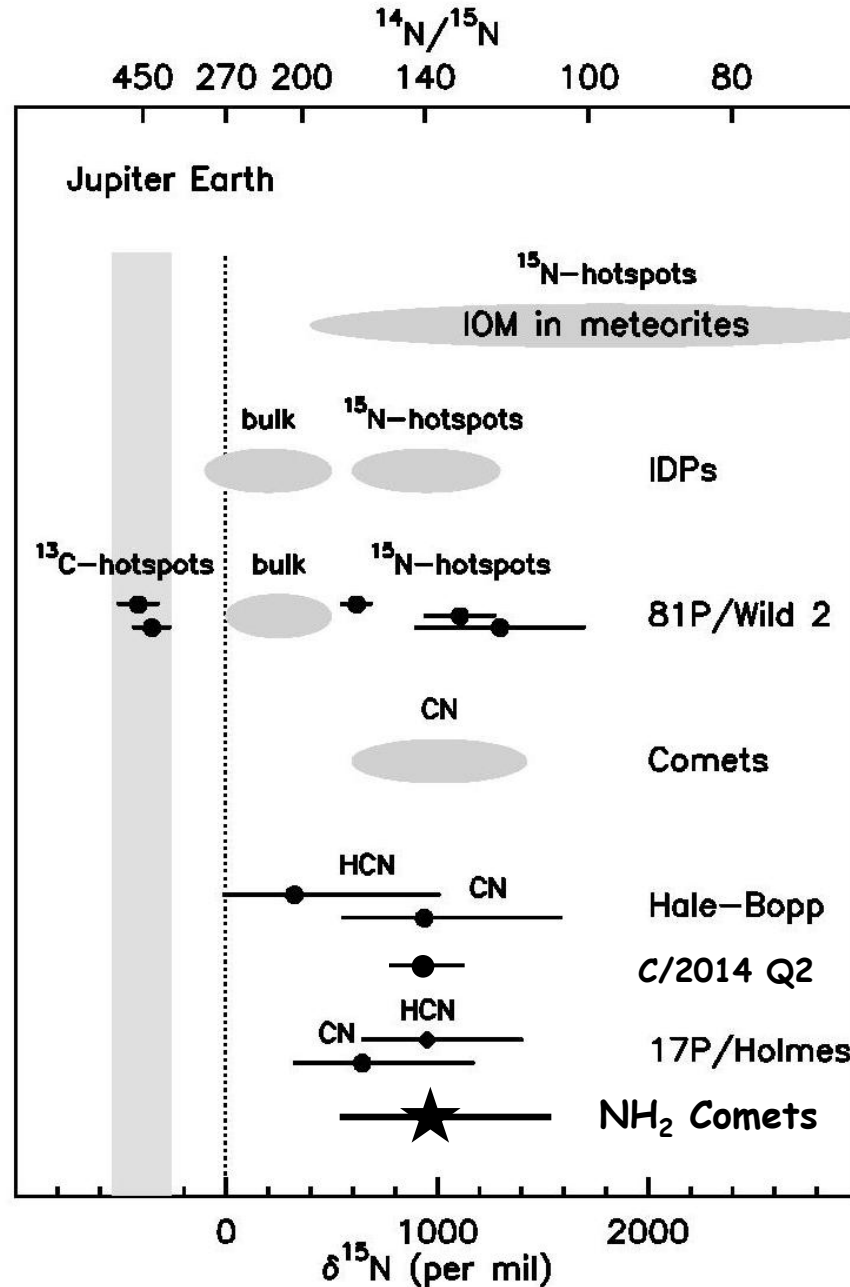 ¹⁴N/¹⁵N
450 270 200 140 100 80
Jupiter Earth
¹⁵N-hotspots
IOM in meteorites
bulk ¹⁵N-hotspots
IDPs
¹³C-hotspots bulk ¹⁵N-hotspots
81P/Wild 2
CN
Comets
HCN
CN
Hale-Bopp
C/2014 Q2
HCN
CN
17P/Holmes
NH₂ Comets
0 1000 2000
δ¹⁵N (per mil)